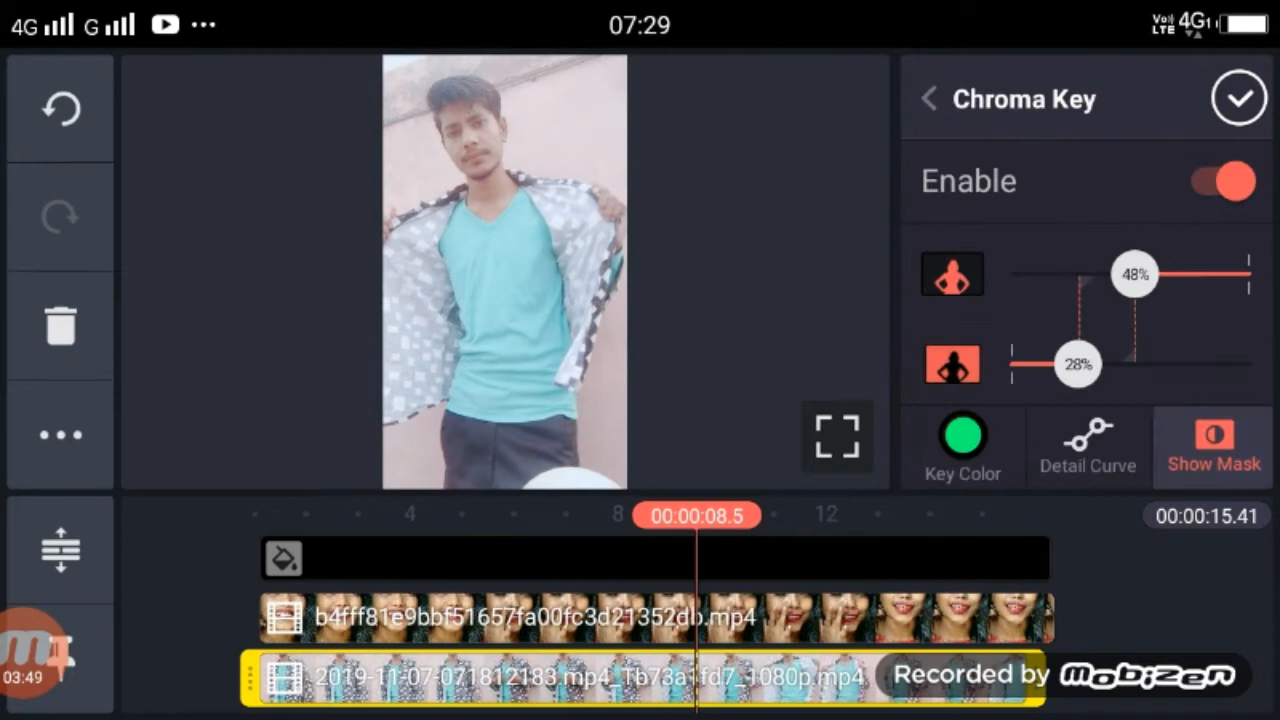 4G G 07:29 VoLTE 4G
Chroma Key
Enable
48%
28%
Key Color Detail Curve Show Mask
4 8 00:00:08.5 12 00:00:15.41
b4fff81e9bbf51657fa00fc3d21352db.mp4
03:49
2019-11-07-071812183.mp4_Tb73a1fd7_1080p.mp4
Recorded by mobizen